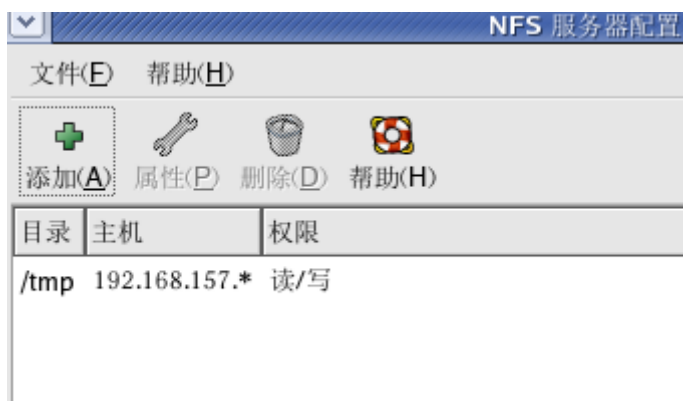 NFS 服务器配置
文件(F) 帮助(H)
添加(A) 属性(P) 删除(D) 帮助(H)
目录 主机 权限
/tmp 192.168.157.* 读/写